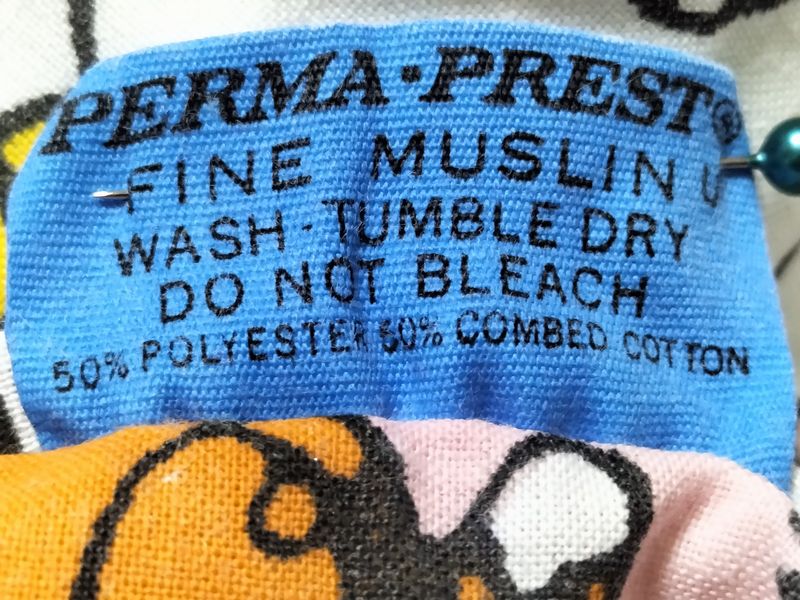 PERMA·PREST®
FINE MUSLIN U
WASH · TUMBLE DRY
DO NOT BLEACH
50% POLYESTER 50% COMBED COTTON